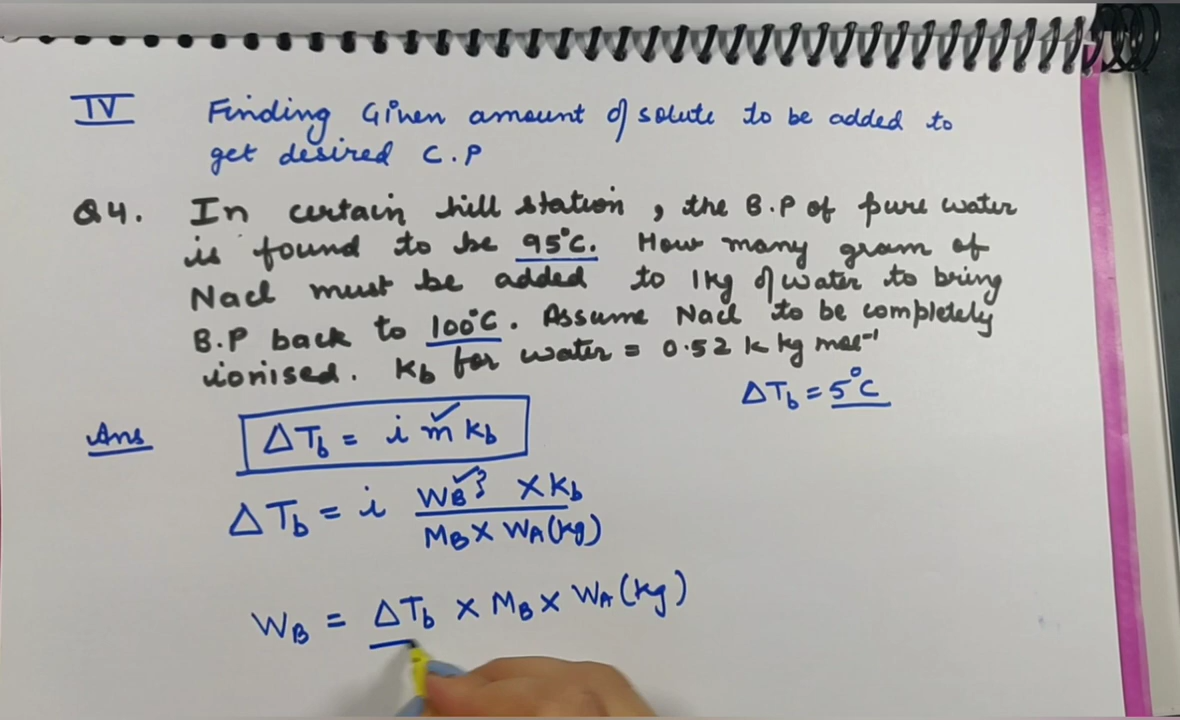 IV Finding Given amount of solute to be added to
get desired C.P
Q4. In certain hill station, the B.P of pure water
is found to be 95°C. How many gram of
Nacl must be added to 1kg of water to bring
B.P back to 100°C. Assume Nacl to be completely
ionised. Kb for water = 0.52 k kg mol⁻¹
ΔTb = 5°C
Ans ΔTb = i m Kb
ΔTb = i WB × Kb
MB × WA (kg)
WB = ΔTb × MB × WA (kg)